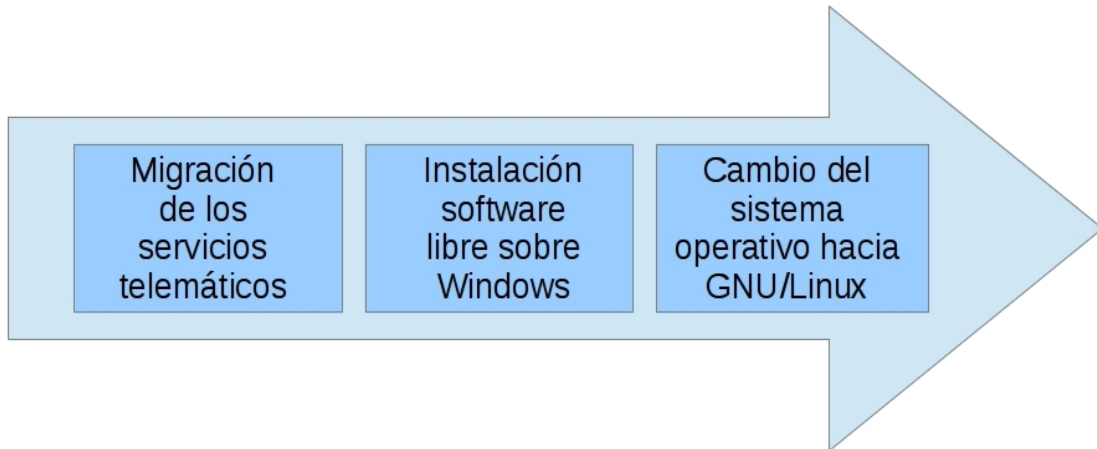 Migración
de los
servicios
telemáticos
Instalación
software
libre sobre
Windows
Cambio del
sistema
operativo hacia
GNU/Linux